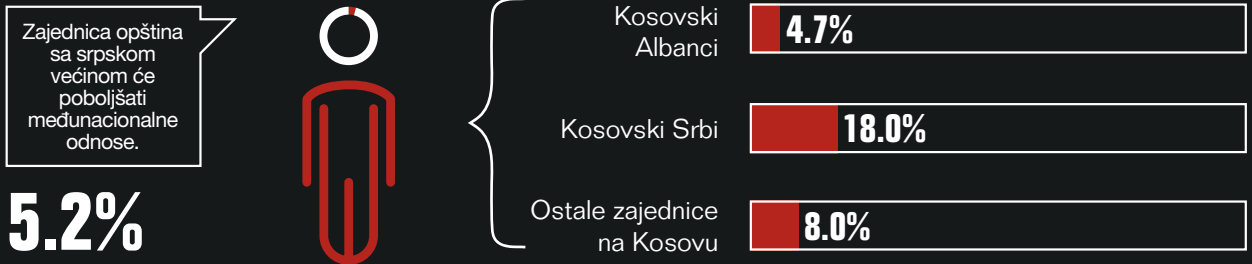 Zajednica opština
sa srpskom
većinom će
poboljšati
međunacionalne
odnose.
5.2%
Kosovski
Albanci
4.7%
Kosovski Srbi
18.0%
Ostale zajednice
na Kosovu
8.0%